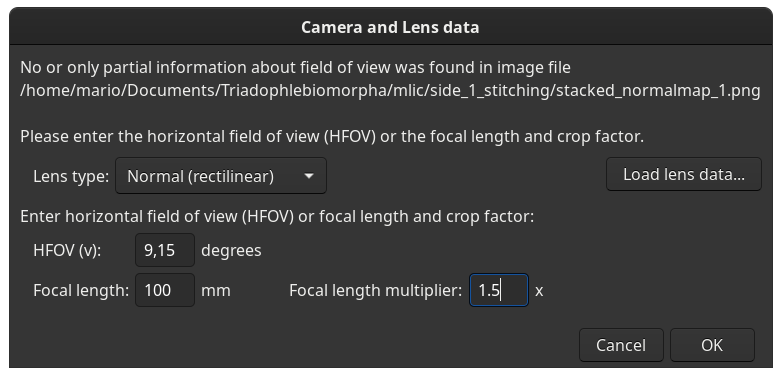 Camera and Lens data
No or only partial information about field of view was found in image file
/home/mario/Documents/Triadophlebiomorpha/mlic/side_1_stitching/stacked_normalmap_1.png
Please enter the horizontal field of view (HFOV) or the focal length and crop factor.
Lens type: Normal (rectilinear) Load lens data...
Enter horizontal field of view (HFOV) or focal length and crop factor:
HFOV (v): 9,15 degrees
Focal length: 100 mm Focal length multiplier: 1.5 x
Cancel OK